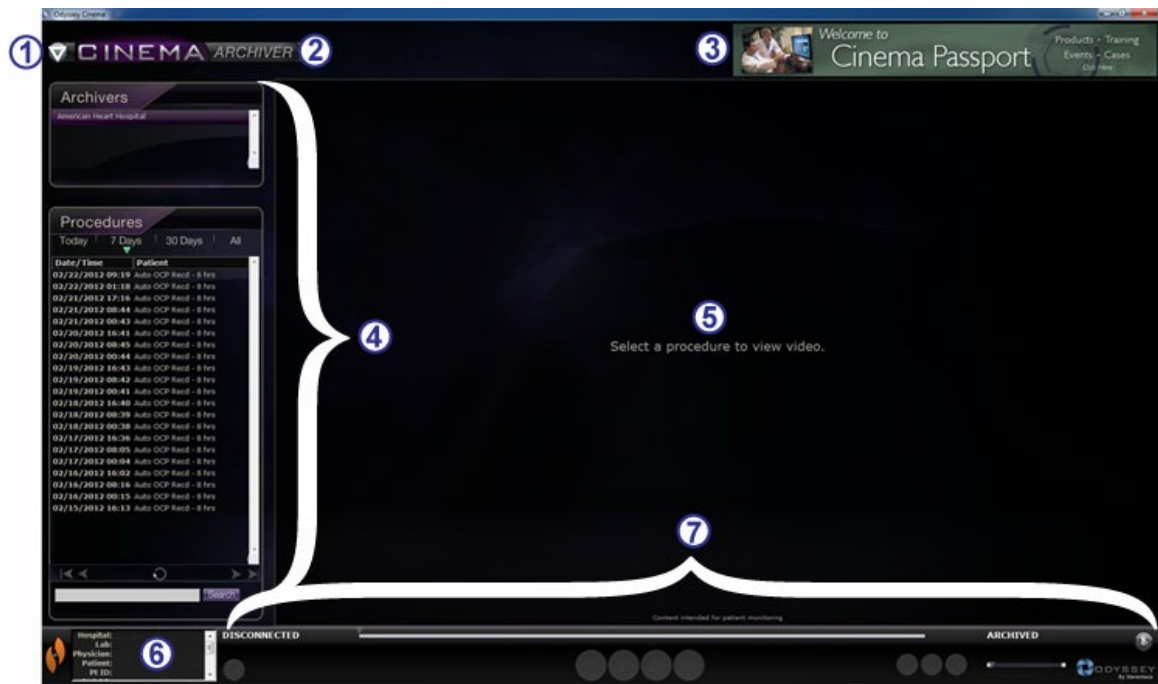 Odyssey Cinema
1
CINEMA ARCHIVER
2
3
Welcome to
Cinema Passport
Products - Training
Events - Cases
Click Here
Archivers
American Heart Hospital
4
Procedures
Today 7 Days 30 Days All
Date/Time Patient
02/22/2012 09:19 Auto OCP Recd - 8 hrs
02/22/2012 01:18 Auto OCP Recd - 8 hrs
02/21/2012 17:16 Auto OCP Recd - 8 hrs
02/21/2012 08:44 Auto OCP Recd - 8 hrs
02/21/2012 00:43 Auto OCP Recd - 8 hrs
02/20/2012 16:41 Auto OCP Recd - 8 hrs
02/20/2012 08:45 Auto OCP Recd - 8 hrs
02/20/2012 00:44 Auto OCP Recd - 8 hrs
02/19/2012 16:43 Auto OCP Recd - 8 hrs
02/19/2012 08:42 Auto OCP Recd - 8 hrs
02/19/2012 00:41 Auto OCP Recd - 8 hrs
02/18/2012 16:40 Auto OCP Recd - 8 hrs
02/18/2012 08:39 Auto OCP Recd - 8 hrs
02/18/2012 00:38 Auto OCP Recd - 8 hrs
02/17/2012 16:36 Auto OCP Recd - 8 hrs
02/17/2012 08:05 Auto OCP Recd - 8 hrs
02/17/2012 00:04 Auto OCP Recd - 8 hrs
02/16/2012 16:02 Auto OCP Recd - 8 hrs
02/16/2012 08:16 Auto OCP Recd - 8 hrs
02/16/2012 00:15 Auto OCP Recd - 8 hrs
02/15/2012 16:13 Auto OCP Recd - 8 hrs
Search
5
Select a procedure to view video.
7
Content intended for patient monitoring
Hospital:
Lab:
Physician:
Patient:
Pt ID:
6
DISCONNECTED
ARCHIVED
ODYSSEY
By Stereotaxis